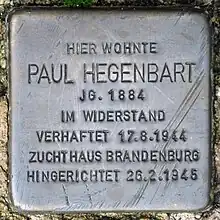 HIER WOHNTE
PAUL HEGENBART
JG. 1884
IM WIDERSTAND
VERHAFTET 17.8.1944
ZUCHTHAUS BRANDENBURG
HINGERICHTET 26.2.1945